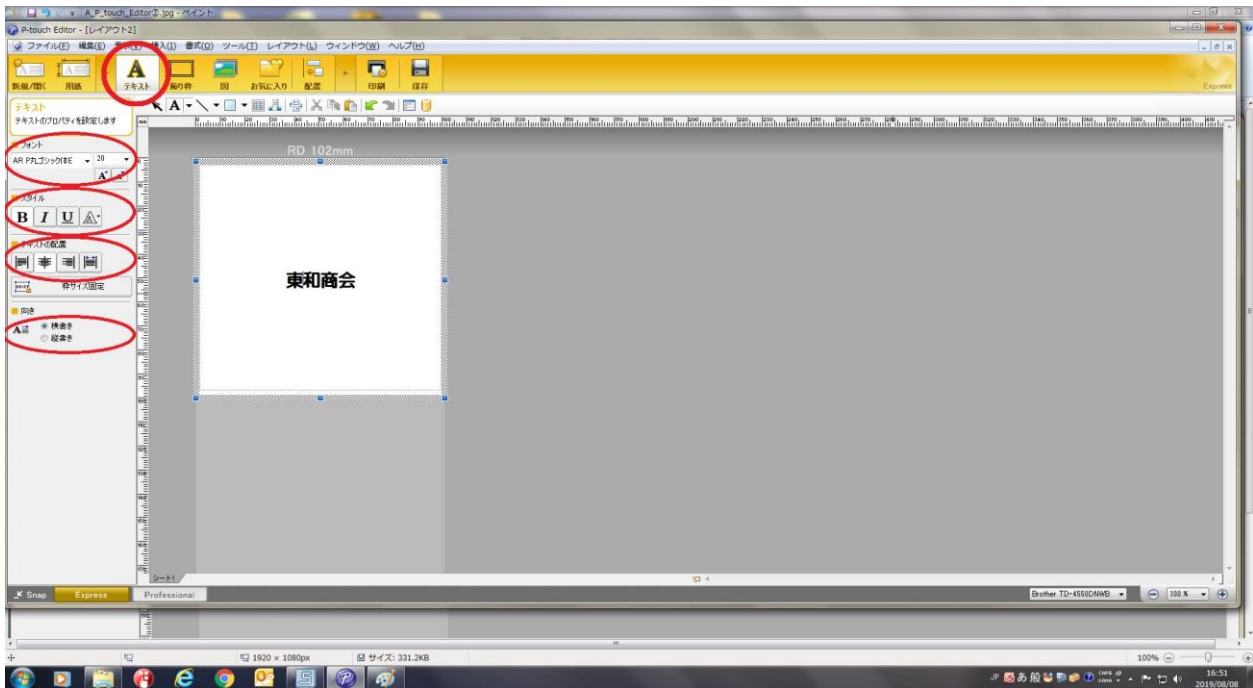 A_P_touch_Editor②.jpg - ペイント
P-touch Editor - [レイアウト2]
ファイル(F) 編集(E) 挿入(I) 書式(O) ツール(T) レイアウト(L) ウィンドウ(W) ヘルプ(H)
新規/開く 用紙 テキスト 飾り枠 図 お気に入り 配置 印刷 保存 Express
テキスト
テキストのプロパティを設定します
フォント
AR P丸ゴシック体E 20
スタイル
B I U A
テキストの配置
枠サイズ固定
向き
横書き
縦書き
RD 102mm
東和商会
シート1
Snap Express Professional Brother TD-4550DNWB 100 %
1920 × 1080px サイズ: 331.2KB 100%
JP あ 般 CAPS KANA 16:51
2019/08/08